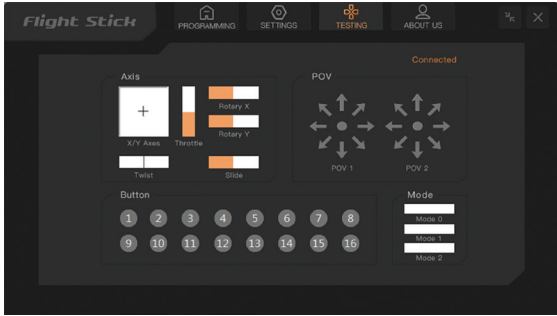 Flight Stick
PROGRAMMING
SETTINGS
TESTING
ABOUT US
Connected
Axis
POV
Rotary X
Rotary Y
X/Y Axes
Throttle
Twist
Slide
POV 1
POV 2
Button
Mode
1 2 3 4 5 6 7 8
9 10 11 12 13 14 15 16
Mode 0
Mode 1
Mode 2